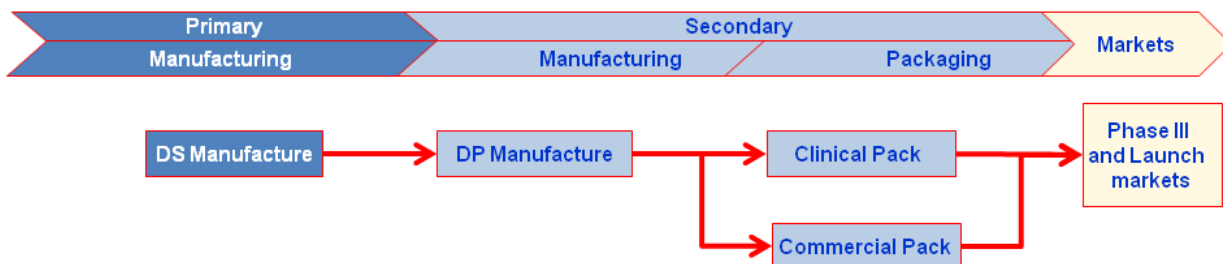 Primary
Secondary
Manufacturing
Manufacturing
Packaging
Markets
DS Manufacture
DP Manufacture
Clinical Pack
Phase III
and Launch
markets
Commercial Pack